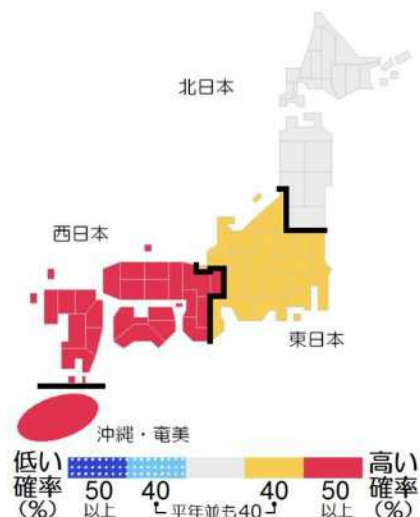 北日本
西日本
東日本
沖縄・奄美
低い 高い
確率 50 40 40 50 確率
(%) 以上 平年並も40 以上 (%)